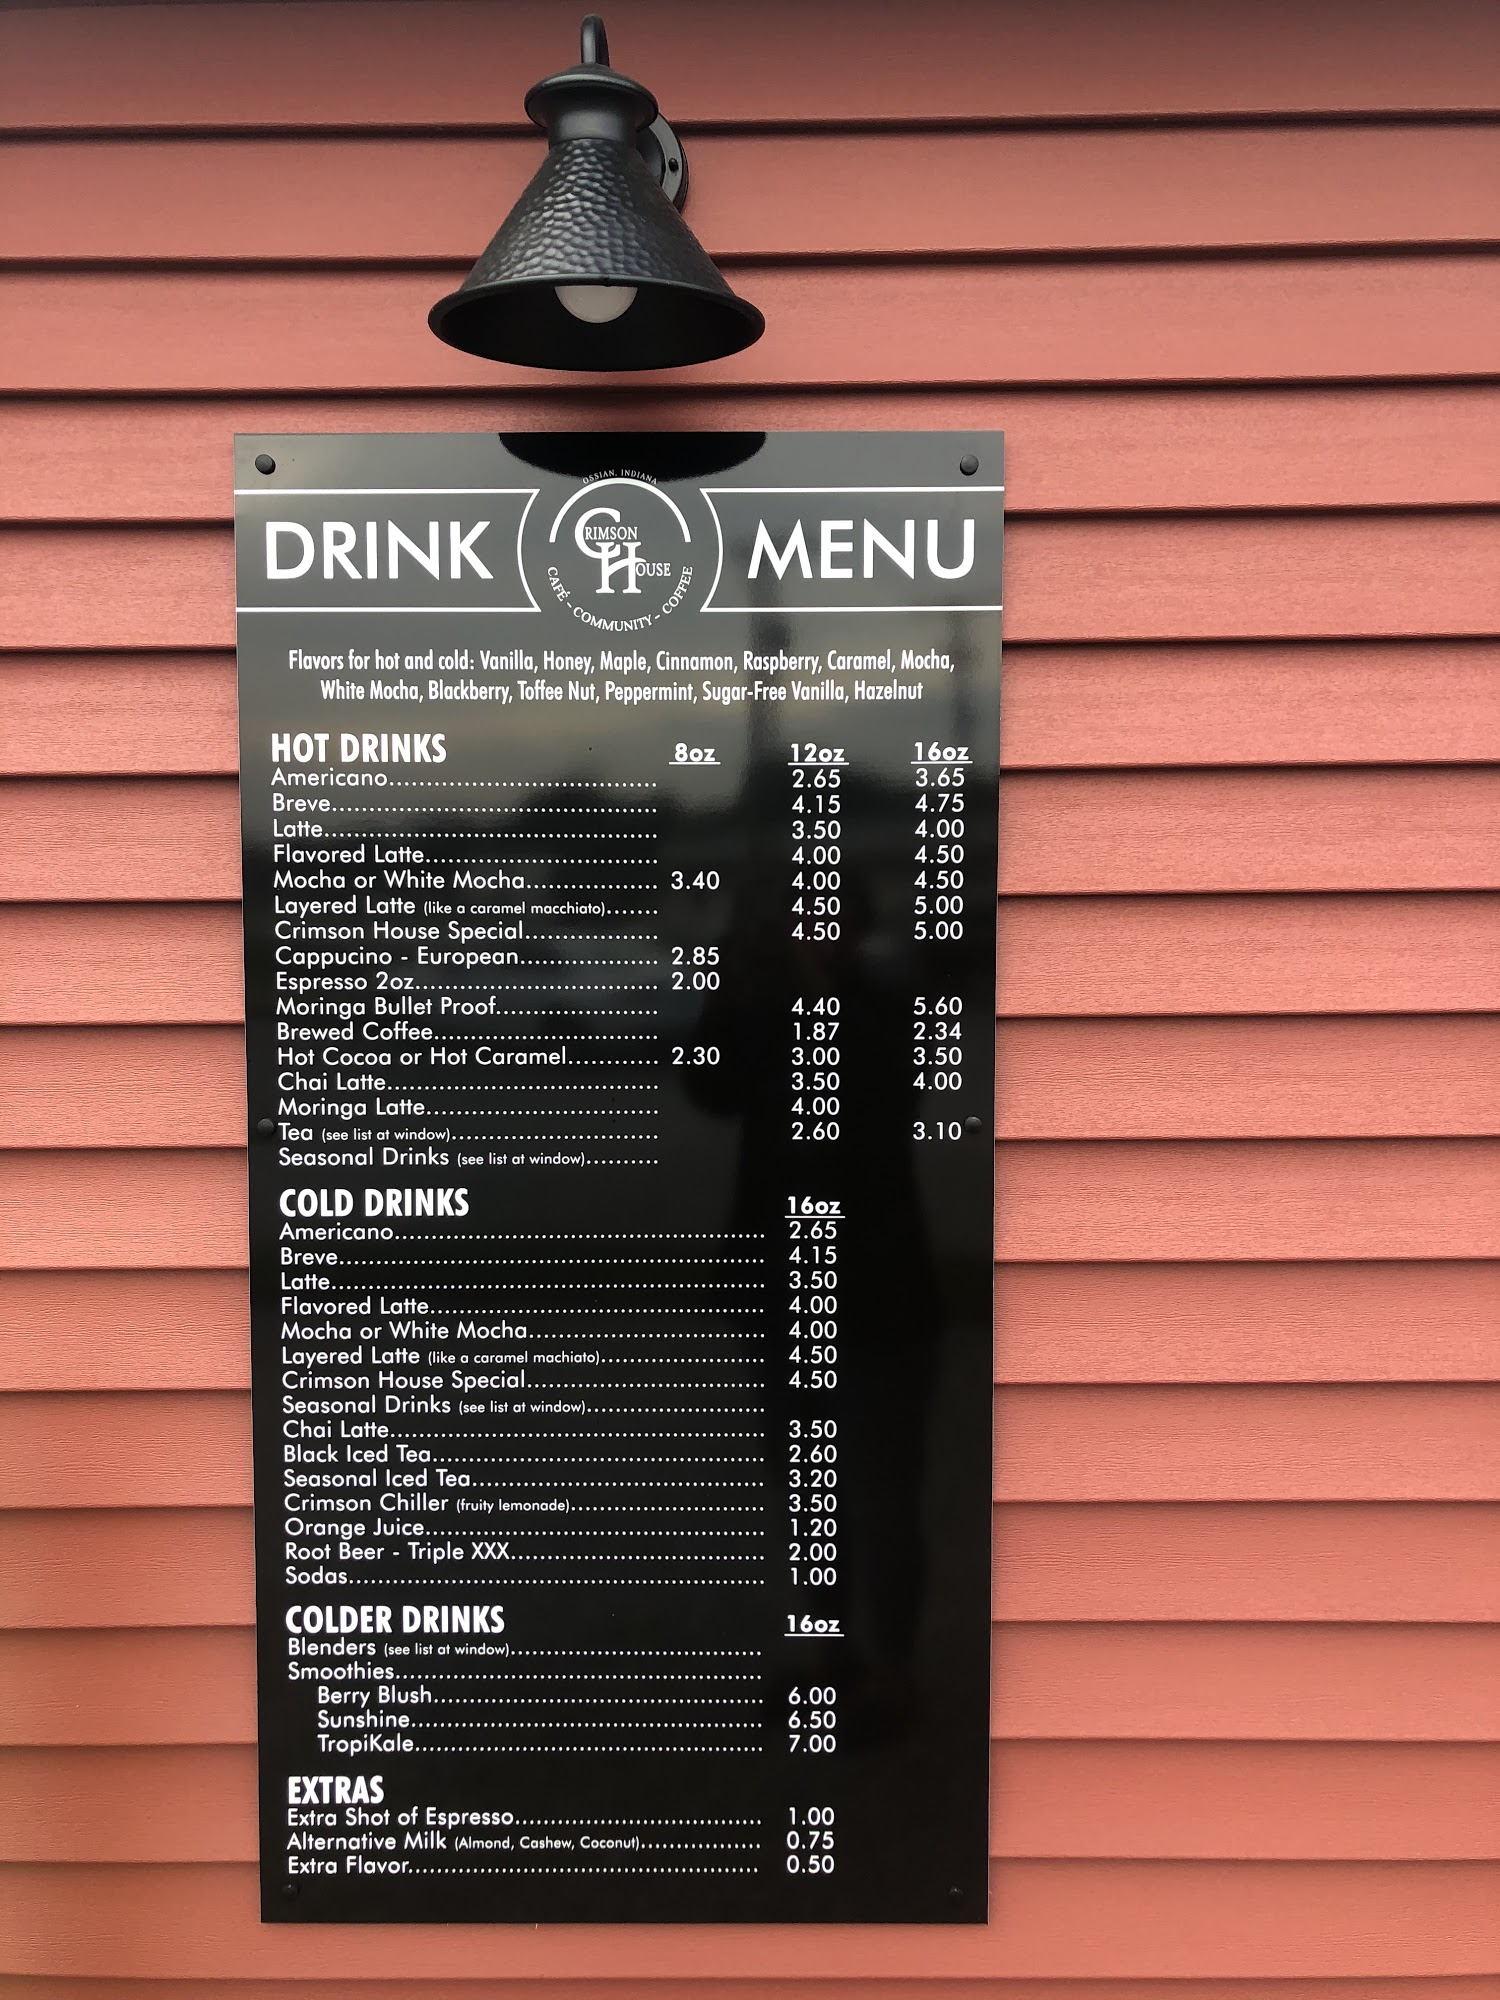 OSSIAN, INDIANA
DRINK CRIMSON HOUSE MENU
CAFÉ - COMMUNITY - COFFEE
Flavors for hot and cold: Vanilla, Honey, Maple, Cinnamon, Raspberry, Caramel, Mocha,
White Mocha, Blackberry, Toffee Nut, Peppermint, Sugar-Free Vanilla, Hazelnut
HOT DRINKS 8oz 12oz 16oz
Americano 2.65 3.65
Breve 4.15 4.75
Latte 3.50 4.00
Flavored Latte 4.00 4.50
Mocha or White Mocha 3.40 4.00 4.50
Layered Latte (like a caramel macchiato) 4.50 5.00
Crimson House Special 4.50 5.00
Cappucino - European 2.85
Espresso 2oz 2.00
Moringa Bullet Proof 4.40 5.60
Brewed Coffee 1.87 2.34
Hot Cocoa or Hot Caramel 2.30 3.00 3.50
Chai Latte 3.50 4.00
Moringa Latte 4.00
Tea (see list at window) 2.60 3.10
Seasonal Drinks (see list at window)
COLD DRINKS 16oz
Americano 2.65
Breve 4.15
Latte 3.50
Flavored Latte 4.00
Mocha or White Mocha 4.00
Layered Latte (like a caramel machiato) 4.50
Crimson House Special 4.50
Seasonal Drinks (see list at window)
Chai Latte 3.50
Black Iced Tea 2.60
Seasonal Iced Tea 3.20
Crimson Chiller (fruity lemonade) 3.50
Orange Juice 1.20
Root Beer - Triple XXX 2.00
Sodas 1.00
COLDER DRINKS 16oz
Blenders (see list at window)
Smoothies
Berry Blush 6.00
Sunshine 6.50
TropiKale 7.00
EXTRAS
Extra Shot of Espresso 1.00
Alternative Milk (Almond, Cashew, Coconut) 0.75
Extra Flavor 0.50